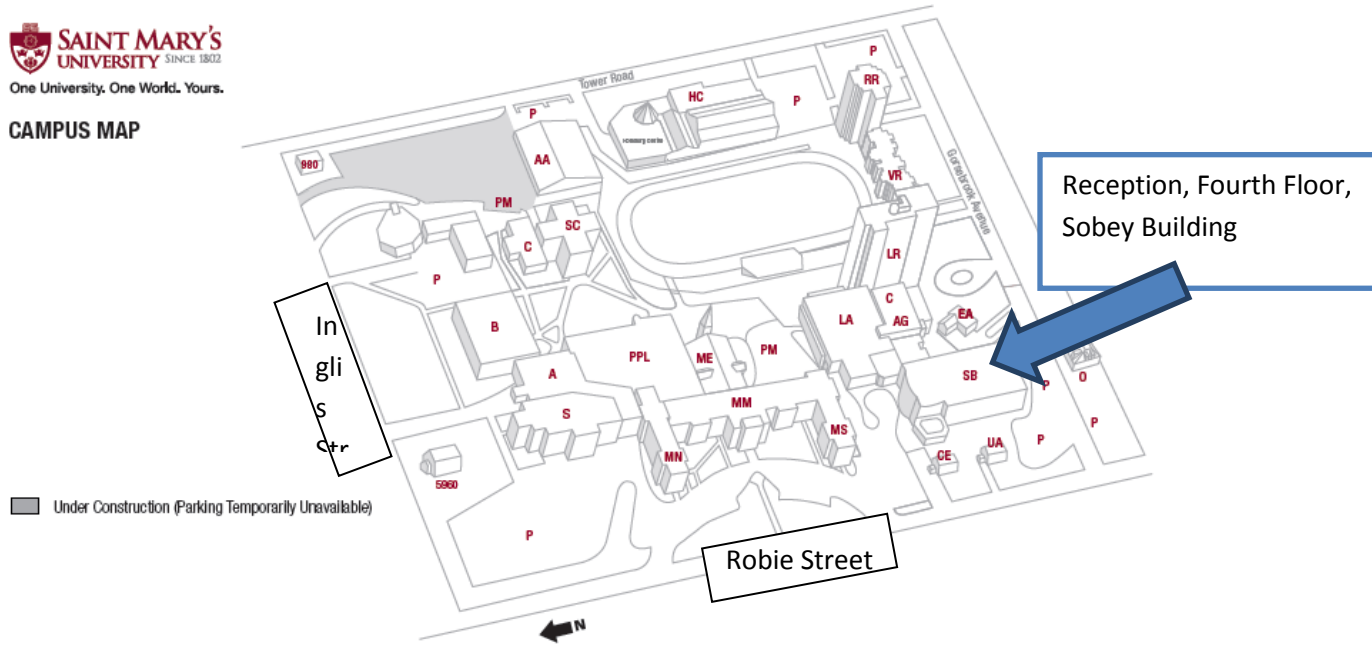 SAINT MARY'S
UNIVERSITY SINCE 1802
One University. One World. Yours.
CAMPUS MAP
Tower Road
P
RR
HC
P
P
AA
980
VR
Gorsebrook Avenue
Reception, Fourth Floor,
Sobey Building
PM
SC
C
LR
P
C
EA
AG
LA
In
gli
s
Str
B
PPL
ME
PM
A
SB
P
O
S
MM
MS
P
P
MN
CE
UA
5960
Under Construction (Parking Temporarily Unavailable)
P
Robie Street
N